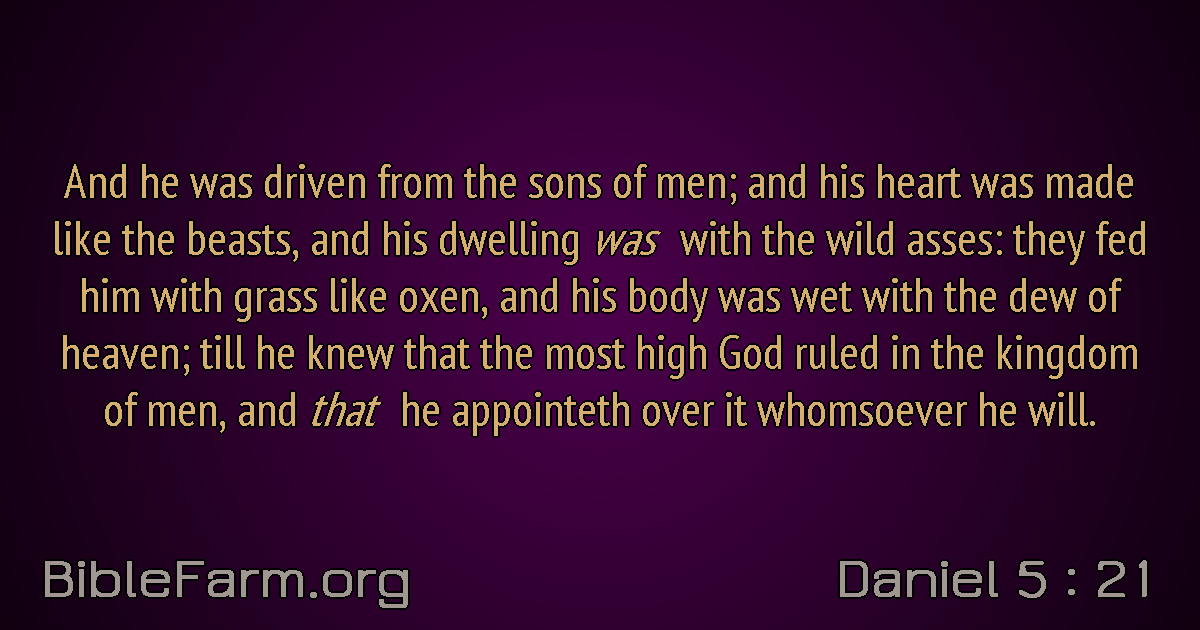 And he was driven from the sons of men; and his heart was made
like the beasts, and his dwelling was with the wild asses: they fed
him with grass like oxen, and his body was wet with the dew of
heaven; till he knew that the most high God ruled in the kingdom
of men, and that he appointeth over it whomsoever he will.
BibleFarm.org
Daniel 5 : 21